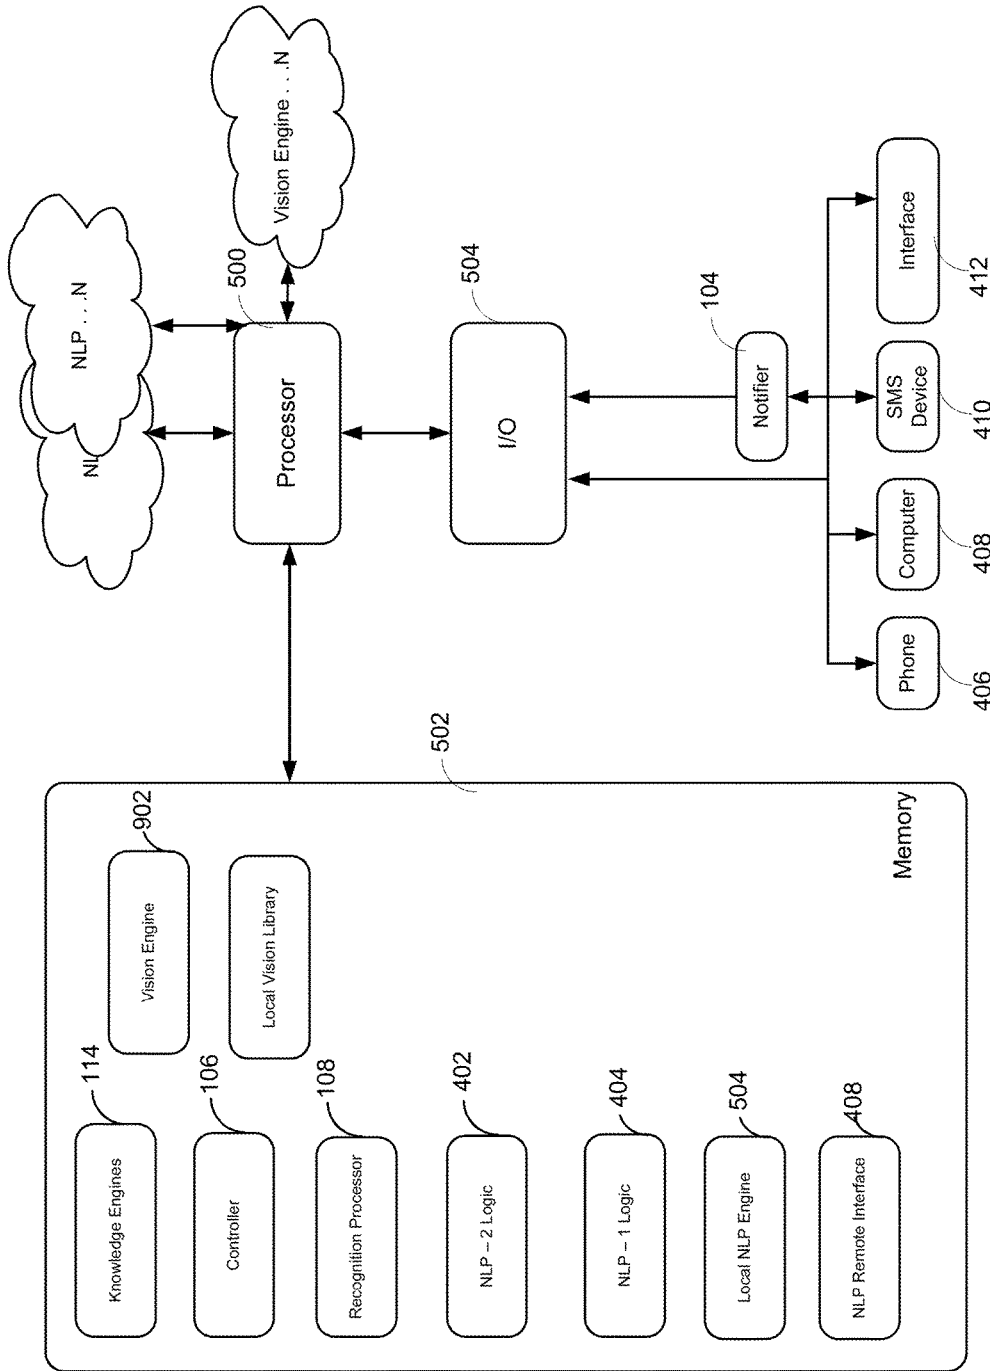 Knowledge Engines
114
Vision Engine
902
Controller
106
Local Vision Library
Recognition Processor
108
NLP – 2 Logic
402
NLP – 1 Logic
404
Local NLP Engine
504
NLP Remote Interface
408
Memory
502
NL
NLP . . .N
Vision Engine . . .N
Processor
500
I/O
504
Notifier
104
Phone
406
Computer
408
SMS
Device
410
Interface
412